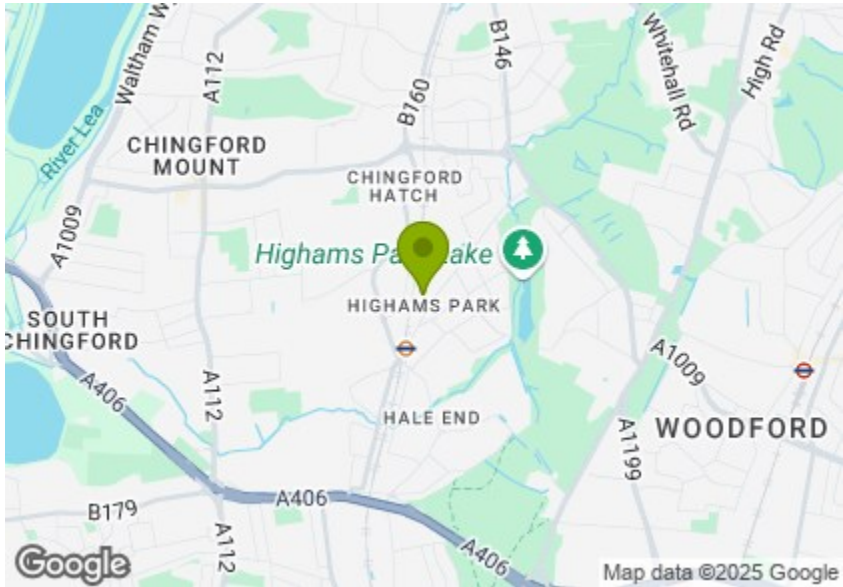 Waltham W
A112
B160
B146
Whitehall Rd
High Rd
River Lea
CHINGFORD
MOUNT
CHINGFORD
HATCH
A1009
Highams Pa
ake
HIGHAMS PARK
SOUTH
CHINGFORD
A406
A112
HALE END
A1009
WOODFORD
A1199
B179
A406
A112
A406
Google
Map data ©2025 Google